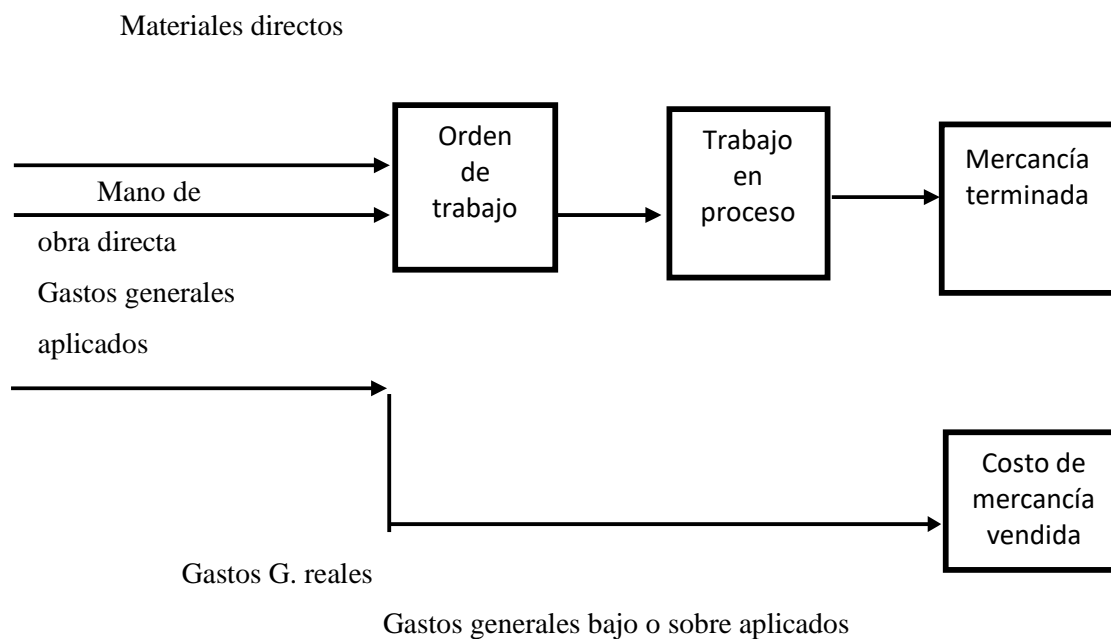 Materiales directos
Orden
de
trabajo
Trabajo
en
proceso
Mercancía
terminada
Mano de
obra directa
Gastos generales
aplicados
Costo de
mercancía
vendida
Gastos G. reales
Gastos generales bajo o sobre aplicados